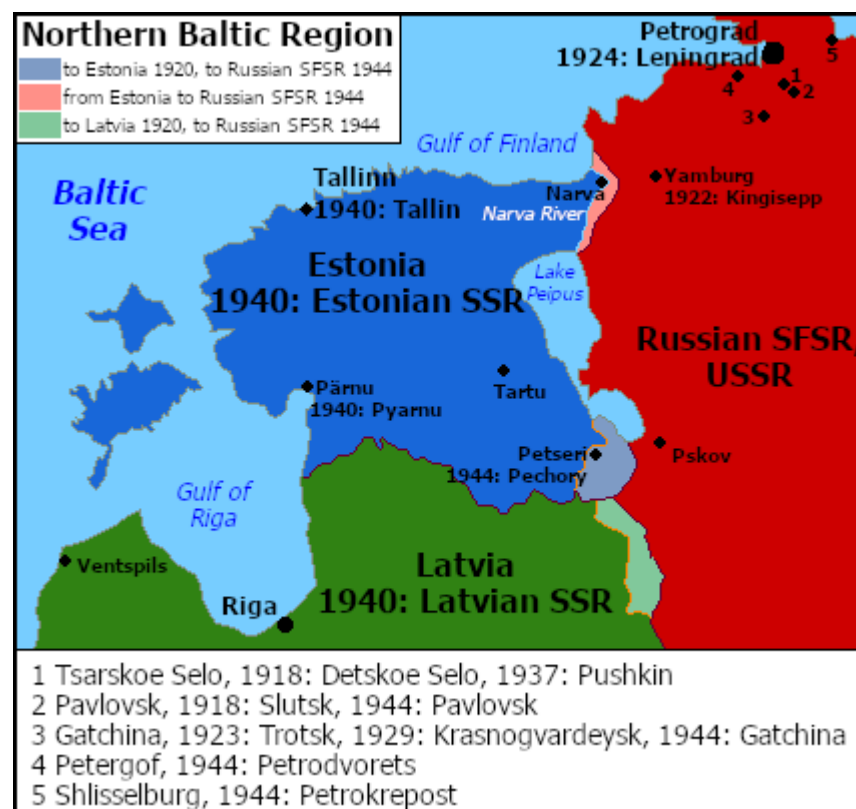 Northern Baltic Region
to Estonia 1920, to Russian SFSR 1944
from Estonia to Russian SFSR 1944
to Latvia 1920, to Russian SFSR 1944
Petrograd
1924: Leningrad
5
4
1
2
3
Gulf of Finland
Baltic
Sea
Tallinn
1940: Tallin
Narva
Narva River
Yamburg
1922: Kingisepp
Estonia
1940: Estonian SSR
Lake
Peipus
Russian SFSR,
USSR
Pärnu
1940: Pyarnu
Tartu
Petseri
1944: Pechory
Pskov
Gulf of
Riga
Ventspils
Latvia
1940: Latvian SSR
Riga
1 Tsarskoe Selo, 1918: Detskoe Selo, 1937: Pushkin
2 Pavlovsk, 1918: Slutsk, 1944: Pavlovsk
3 Gatchina, 1923: Trotsk, 1929: Krasnogvardeysk, 1944: Gatchina
4 Petergof, 1944: Petrodvorets
5 Shlisselburg, 1944: Petrokrepost